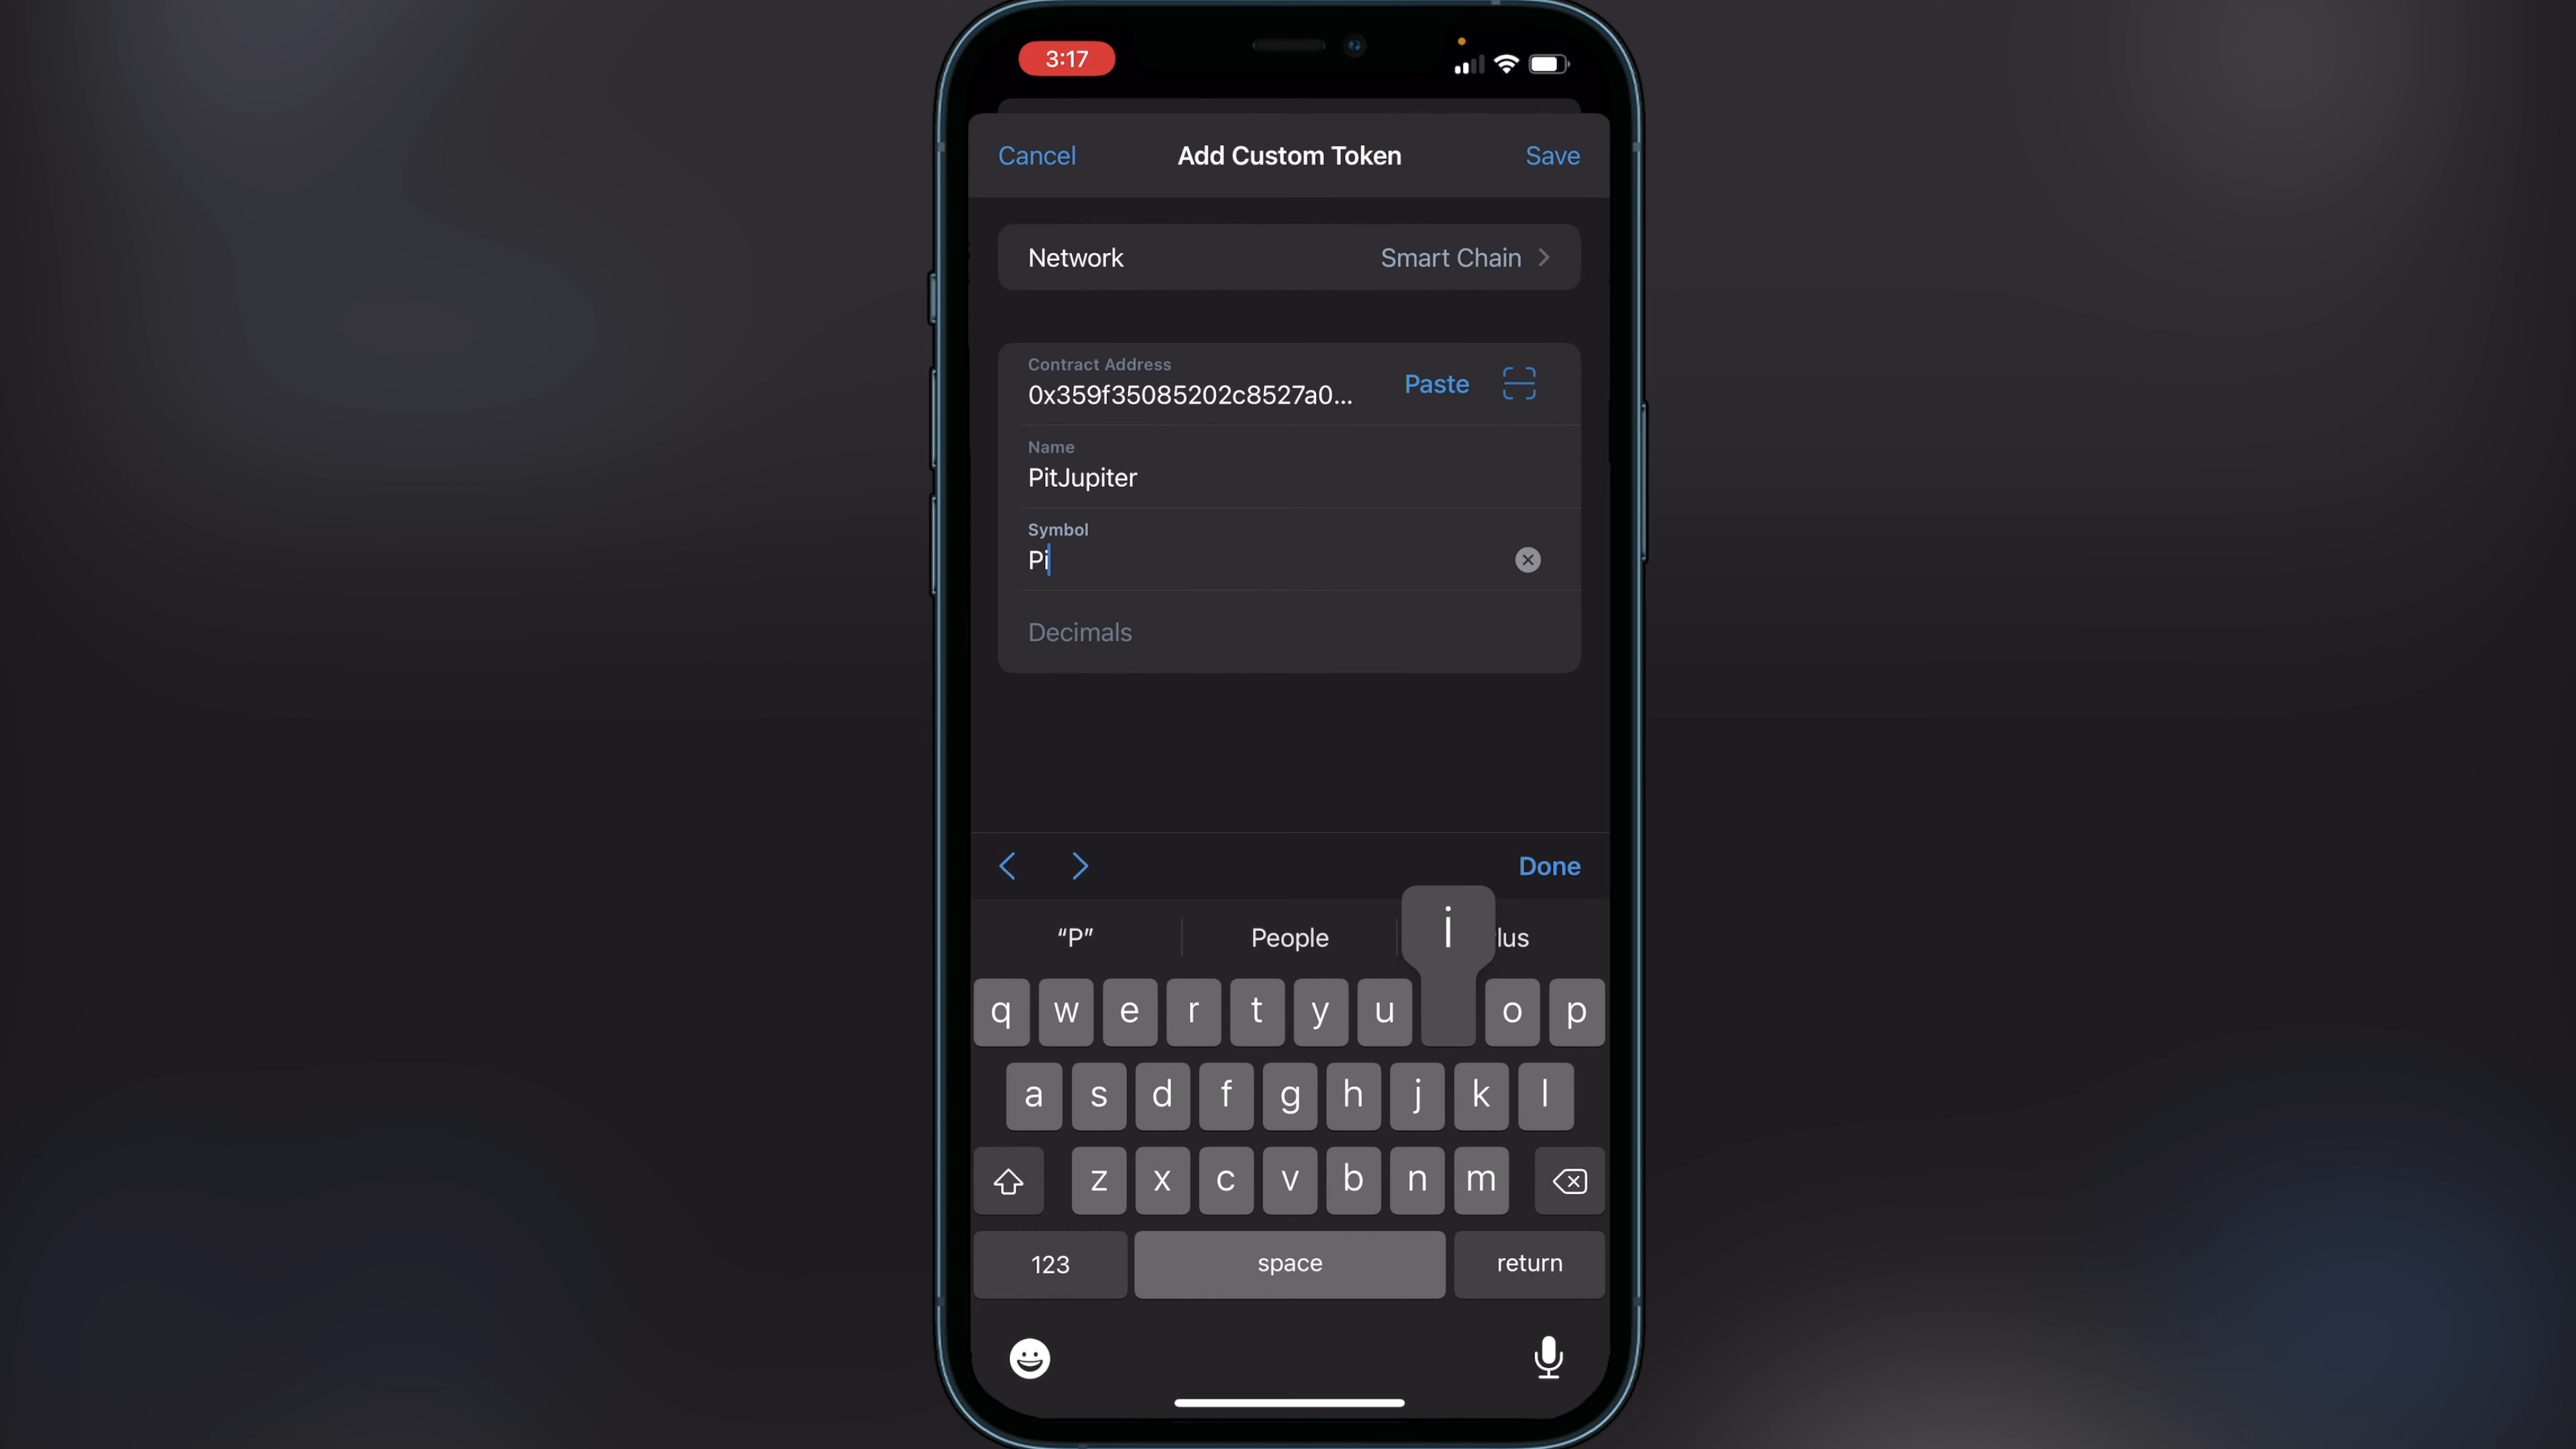 3:17
Cancel Add Custom Token Save
Network Smart Chain
Contract Address
0x359f35085202c8527a0... Paste
Name
PitJupiter
Symbol
Pi
Decimals
Done
“P” People lus
i
q w e r t y u o p
a s d f g h j k l
z x c v b n m
123 space return